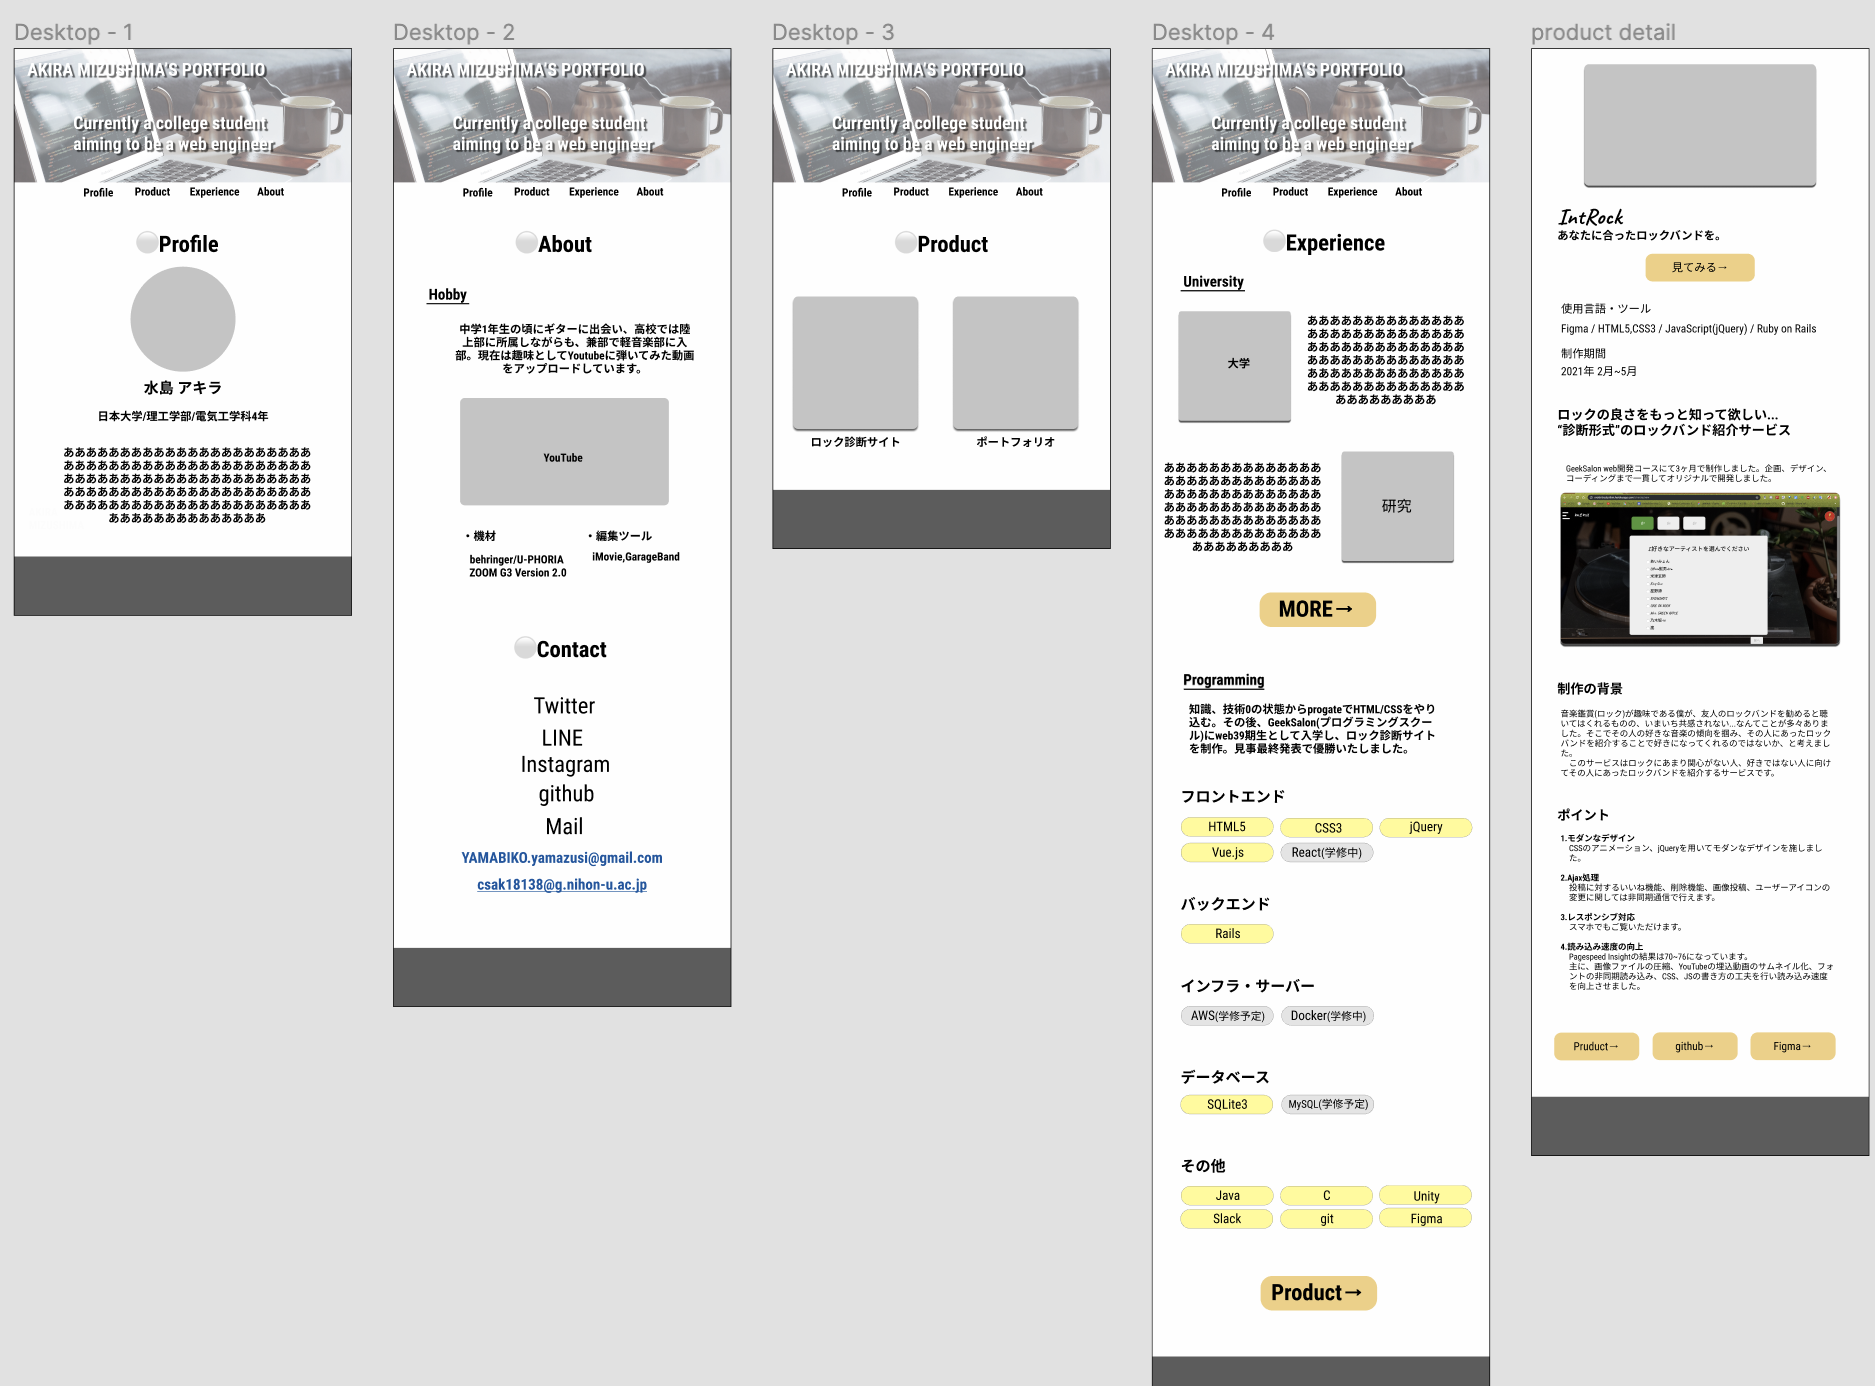 Desktop - 1
AKIRA MIZUSHIMA'S PORTFOLIO
Currently a college student
aiming to be a web engineer
Profile Product Experience About
Profile
水島 アキラ
日本大学/理工学部/電気工学科4年
ああああああああああああああああああああああ
ああああああああああああああああああああああ
ああああああああああああああああああああああ
ああああああああああああああああああああああ
ああああああああああああああああああああああ
ああああああああああああああ
Desktop - 2
AKIRA MIZUSHIMA'S PORTFOLIO
Currently a college student
aiming to be a web engineer
Profile Product Experience About
About
Hobby
中学1年生の頃にギターに出会い、高校では陸
上部に所属しながらも、兼部で軽音楽部に入
部。現在は趣味としてYoutubeに弾いてみた動画
をアップロードしています。
YouTube
・機材
behringer/U-PHORIA
ZOOM G3 Version 2.0
・編集ツール
iMovie,GarageBand
Contact
Twitter
LINE
Instagram
github
Mail
YAMABIKO.yamazusi@gmail.com
csak18138@g.nihon-u.ac.jp
Desktop - 3
AKIRA MIZUSHIMA'S PORTFOLIO
Currently a college student
aiming to be a web engineer
Profile Product Experience About
Product
ロック診断サイト
ポートフォリオ
Desktop - 4
AKIRA MIZUSHIMA'S PORTFOLIO
Currently a college student
aiming to be a web engineer
Profile Product Experience About
Experience
University
大学
ああああああああああああああ
ああああああああああああああ
ああああああああああああああ
ああああああああああああああ
ああああああああああああああ
ああああああああああああああ
あああああああああ
ああああああああああああああ
ああああああああああああああ
ああああああああああああああ
ああああああああああああああ
ああああああああああああああ
ああああああああああああああ
あああああああああ
研究
MORE→
Programming
知識、技術0の状態からprogateでHTML/CSSをやり
込む。その後、GeekSalon(プログラミングスクー
ル)にweb39期生として入学し、ロック診断サイト
を制作。見事最終発表で優勝いたしました。
フロントエンド
HTML5 CSS3 jQuery
Vue.js React(学修中)
バックエンド
Rails
インフラ・サーバー
AWS(学修予定) Docker(学修中)
データベース
SQLite3 MySQL(学修予定)
その他
Java C Unity
Slack git Figma
Product→
product detail
IntRock
あなたに合ったロックバンドを。
見てみる→
使用言語・ツール
Figma / HTML5,CSS3 / JavaScript(jQuery) / Ruby on Rails
制作期間
2021年 2月~5月
ロックの良さをもっと知って欲しい...
“診断形式”のロックバンド紹介サービス
GeekSalon web開発コースにて3ヶ月で制作しました。企画、デザイン、
コーディングまで一貫してオリジナルで開発しました。
好きなアーティストを選んでください
制作の背景
音楽鑑賞(ロック)が趣味である僕が、友人のロックバンドを勧めると聴
いてはくれるものの、いまいち共感されない...なんてことが多々ありま
した。そこでその人の好きな音楽の傾向を掴み、その人にあったロック
バンドを紹介することで好きになってくれるのではないか、と考えまし
た。
このサービスはロックにあまり関心がない人、好きではない人に向け
てその人にあったロックバンドを紹介するサービスです。
ポイント
1.モダンなデザイン
CSSのアニメーション、jQueryを用いてモダンなデザインを施しまし
た。
2.Ajax処理
投稿に対するいいね機能、削除機能、画像投稿、ユーザーアイコンの
変更に関しては非同期通信で行えます。
3.レスポンシブ対応
スマホでもご覧いただけます。
4.読み込み速度の向上
Pagespeed Insightの結果は70~76になっています。
主に、画像ファイルの圧縮、YouTubeの埋込動画のサムネイル化、フォ
ントの非同期読み込み、CSS、JSの書き方の工夫を行い読み込み速度
を向上させました。
Pruduct→ github→ Figma→